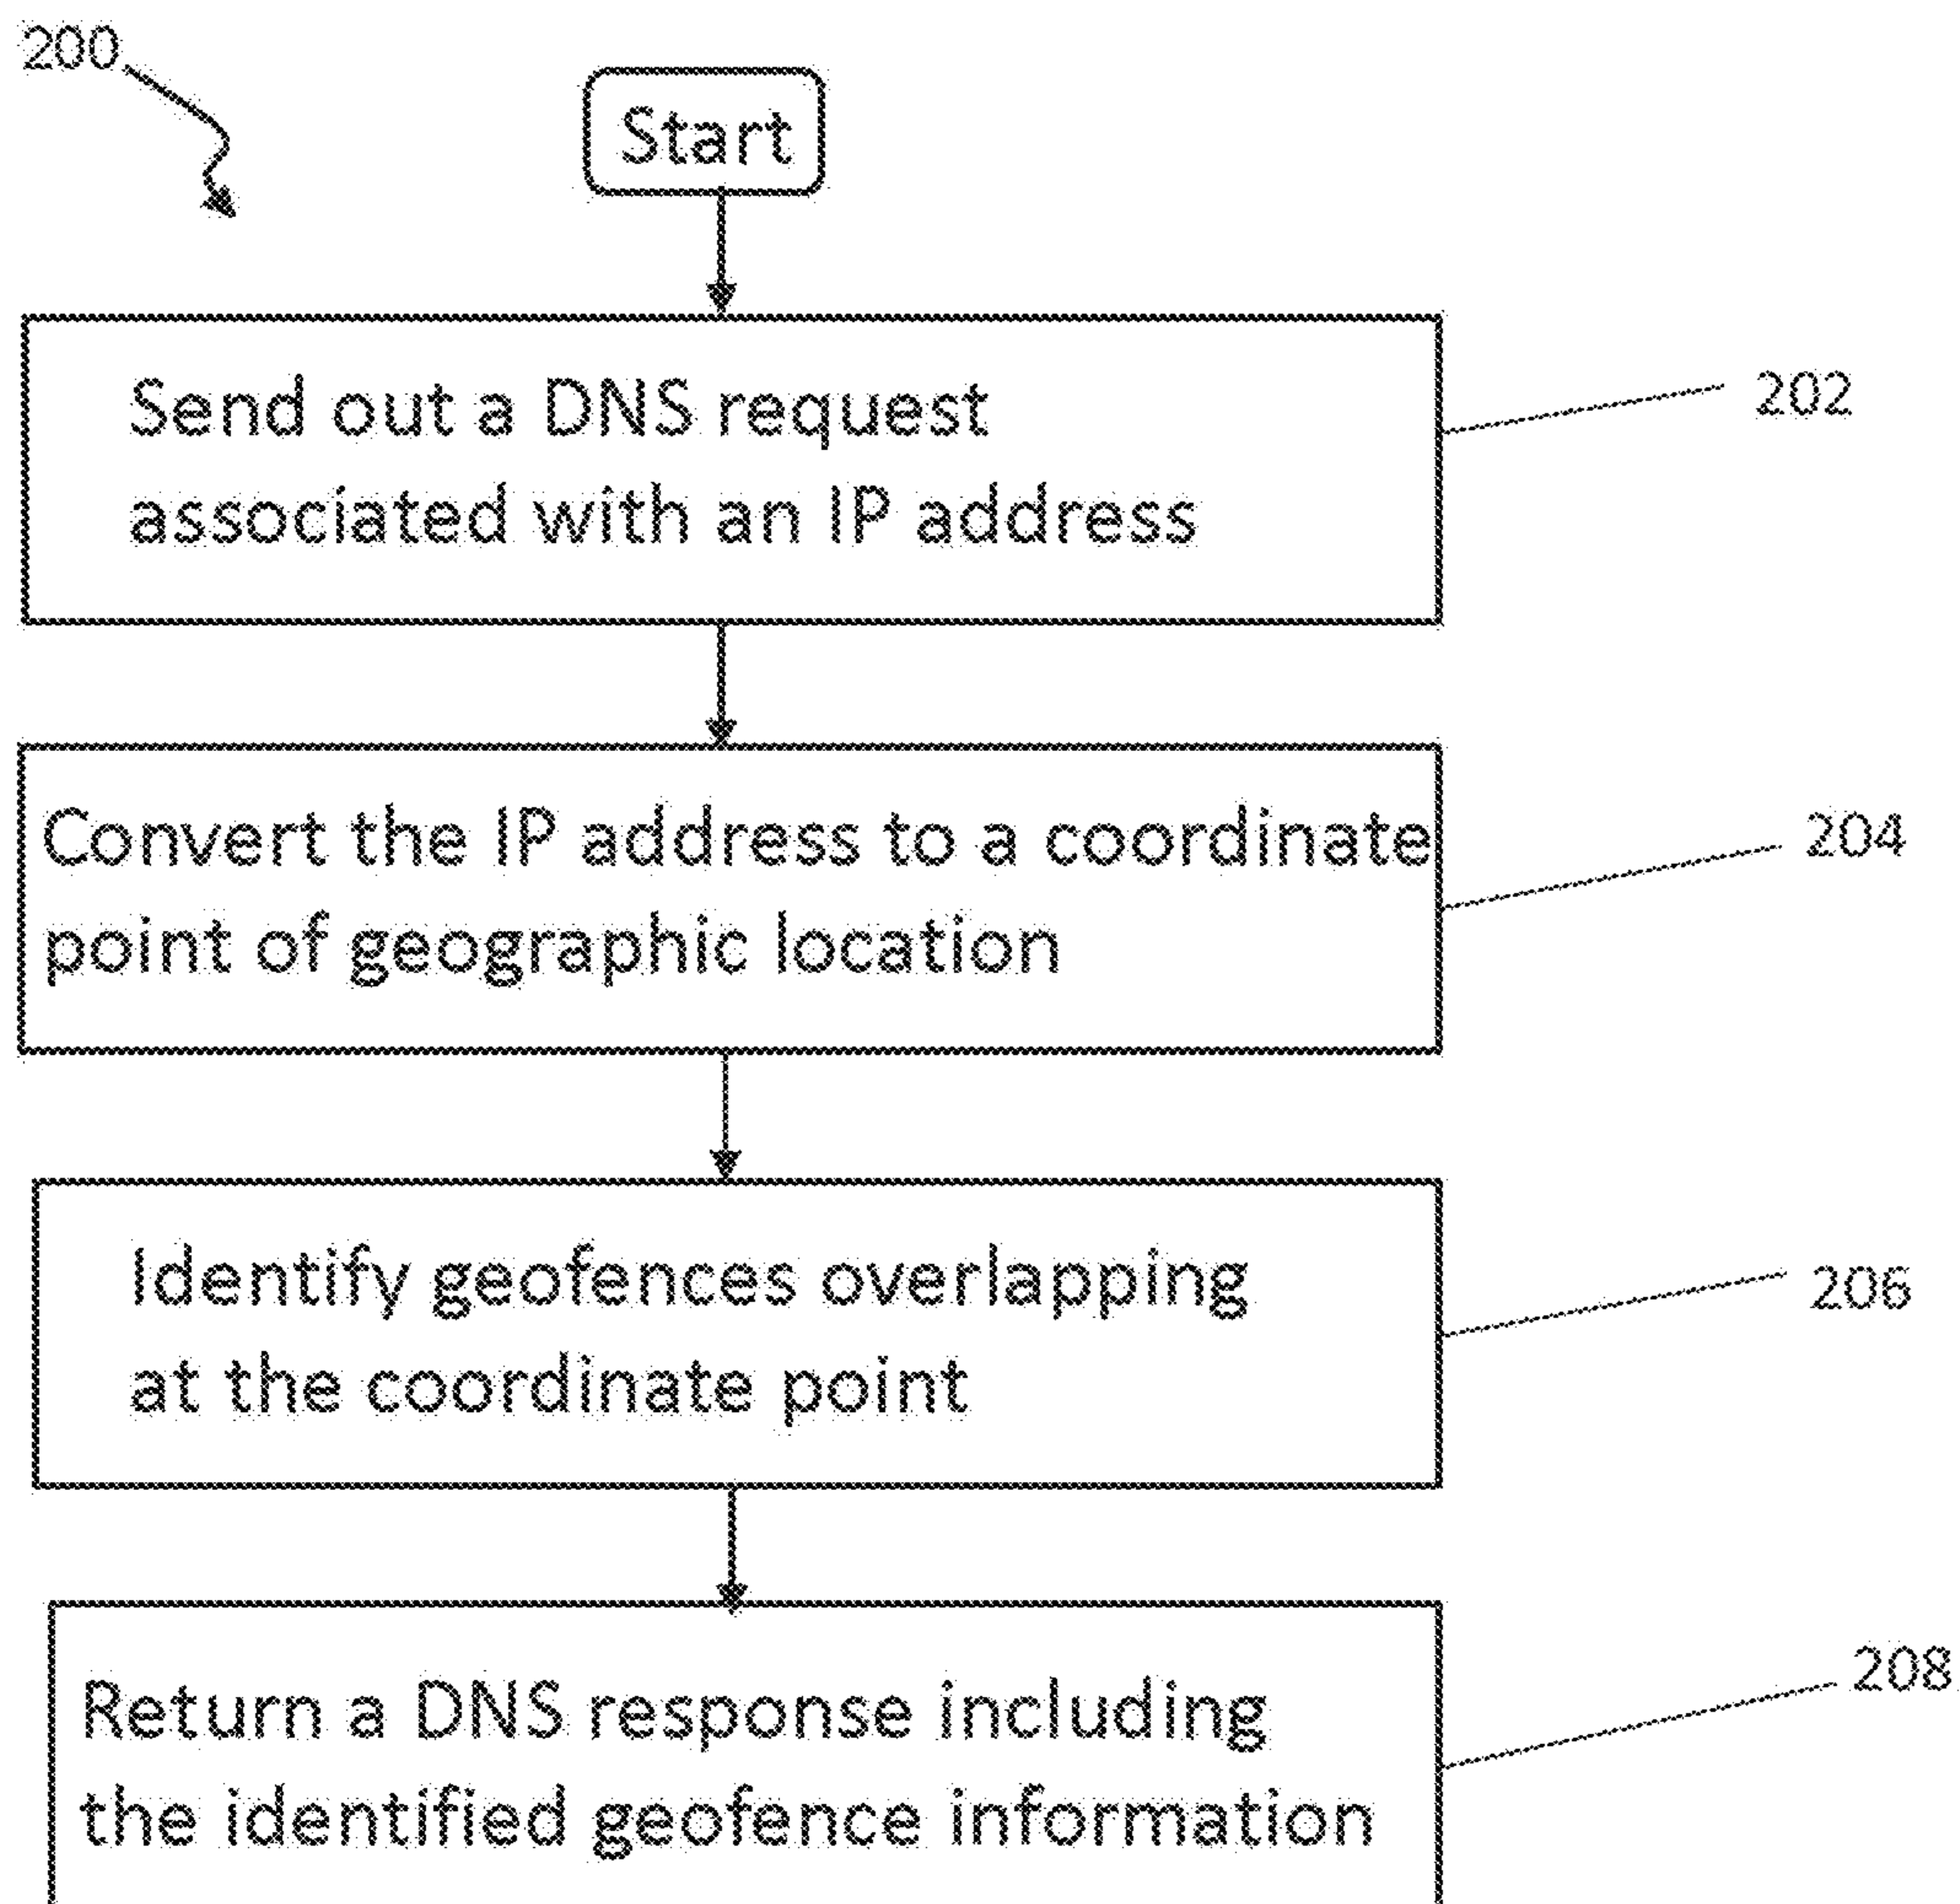 200
Start
Send out a DNS request
associated with an IP address
202
Convert the IP address to a coordinate
point of geographic location
204
Identify geofences overlapping
at the coordinate point
206
Return a DNS response including
the identified geofence information
208